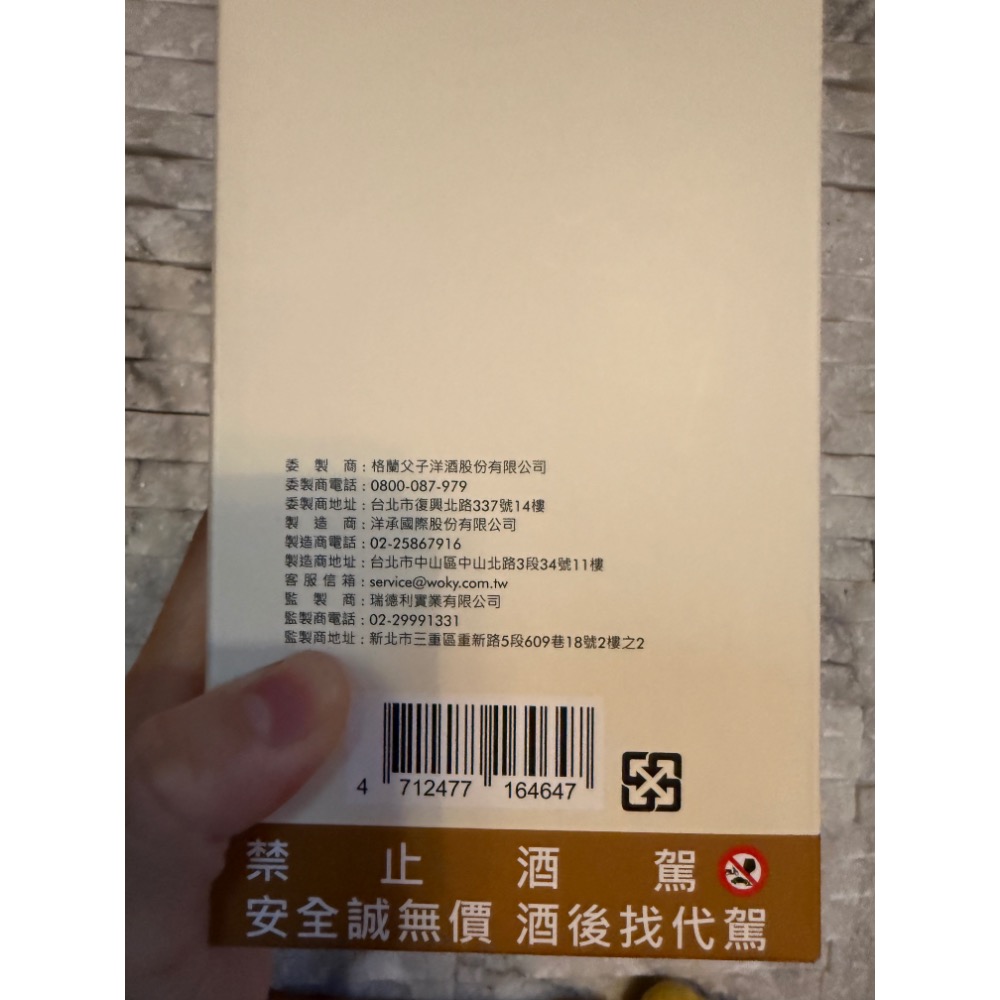 委製商：格蘭父子洋酒股份有限公司
委製商電話：0800-087-979
委製商地址：台北市復興北路337號14樓
製造商：洋承國際股份有限公司
製造商電話：02-25867916
製造商地址：台北市中山區中山北路3段34號11樓
客服信箱：service@woky.com.tw
監製商：瑞德利實業有限公司
監製商電話：02-29991331
監製商地址：新北市三重區重新路5段609巷18號2樓之2
4 712477 164647
禁止酒駕
安全誠無價 酒後找代駕